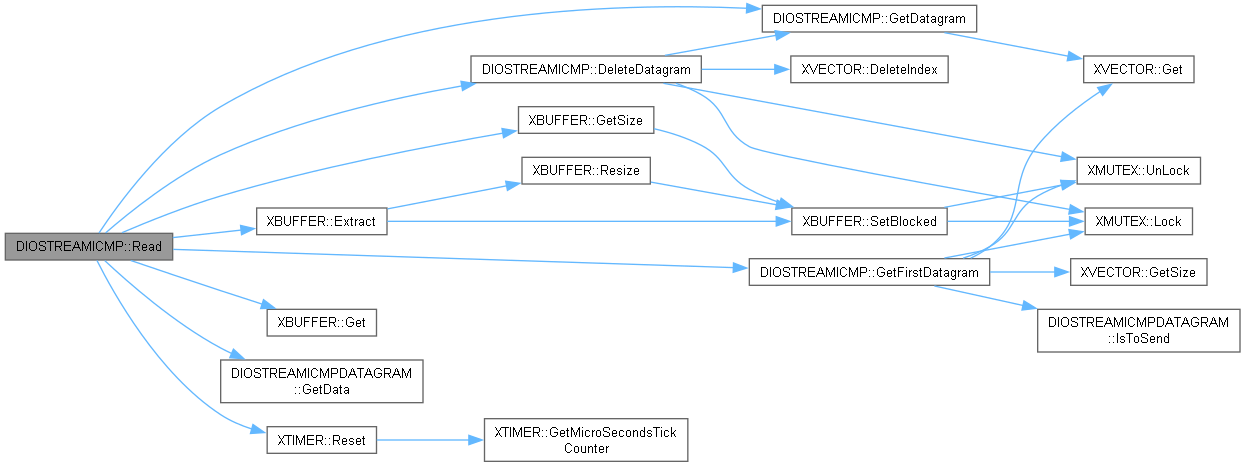 DIOSTREAMICMP::GetDatagram
DIOSTREAMICMP::DeleteDatagram
XVECTOR::DeleteIndex
XVECTOR::Get
XBUFFER::GetSize
XBUFFER::Resize
XMUTEX::UnLock
XBUFFER::Extract
XBUFFER::SetBlocked
XMUTEX::Lock
DIOSTREAMICMP::Read
DIOSTREAMICMP::GetFirstDatagram
XVECTOR::GetSize
XBUFFER::Get
DIOSTREAMICMPDATAGRAM
::IsToSend
DIOSTREAMICMPDATAGRAM
::GetData
XTIMER::Reset
XTIMER::GetMicroSecondsTick
Counter